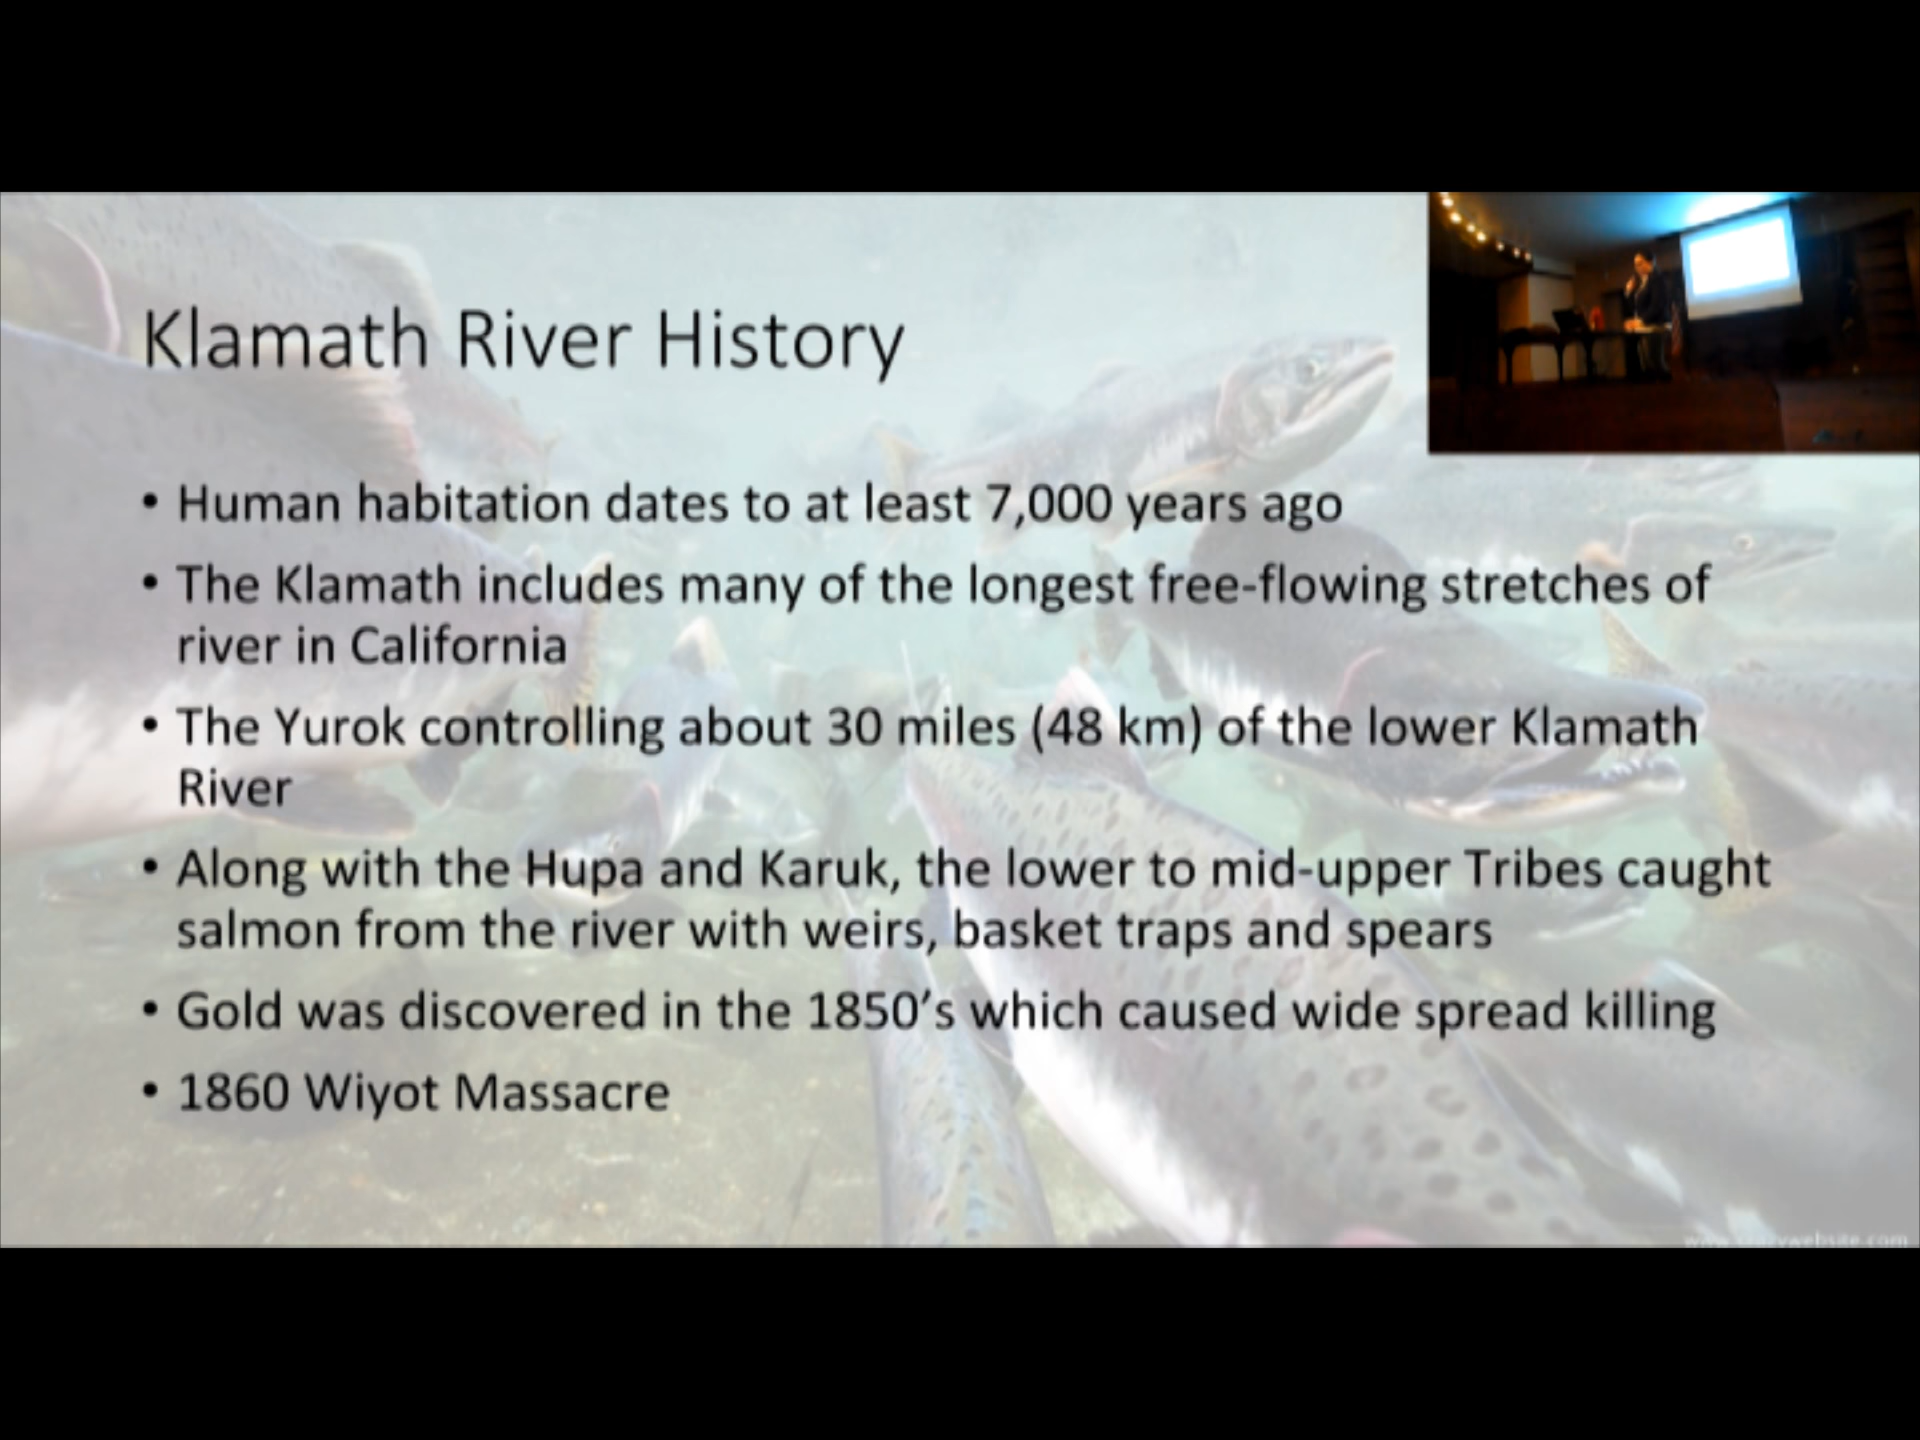 Klamath River History
• Human habitation dates to at least 7,000 years ago
• The Klamath includes many of the longest free-flowing stretches of
river in California
• The Yurok controlling about 30 miles (48 km) of the lower Klamath
River
• Along with the Hupa and Karuk, the lower to mid-upper Tribes caught
salmon from the river with weirs, basket traps and spears
• Gold was discovered in the 1850’s which caused wide spread killing
• 1860 Wiyot Massacre